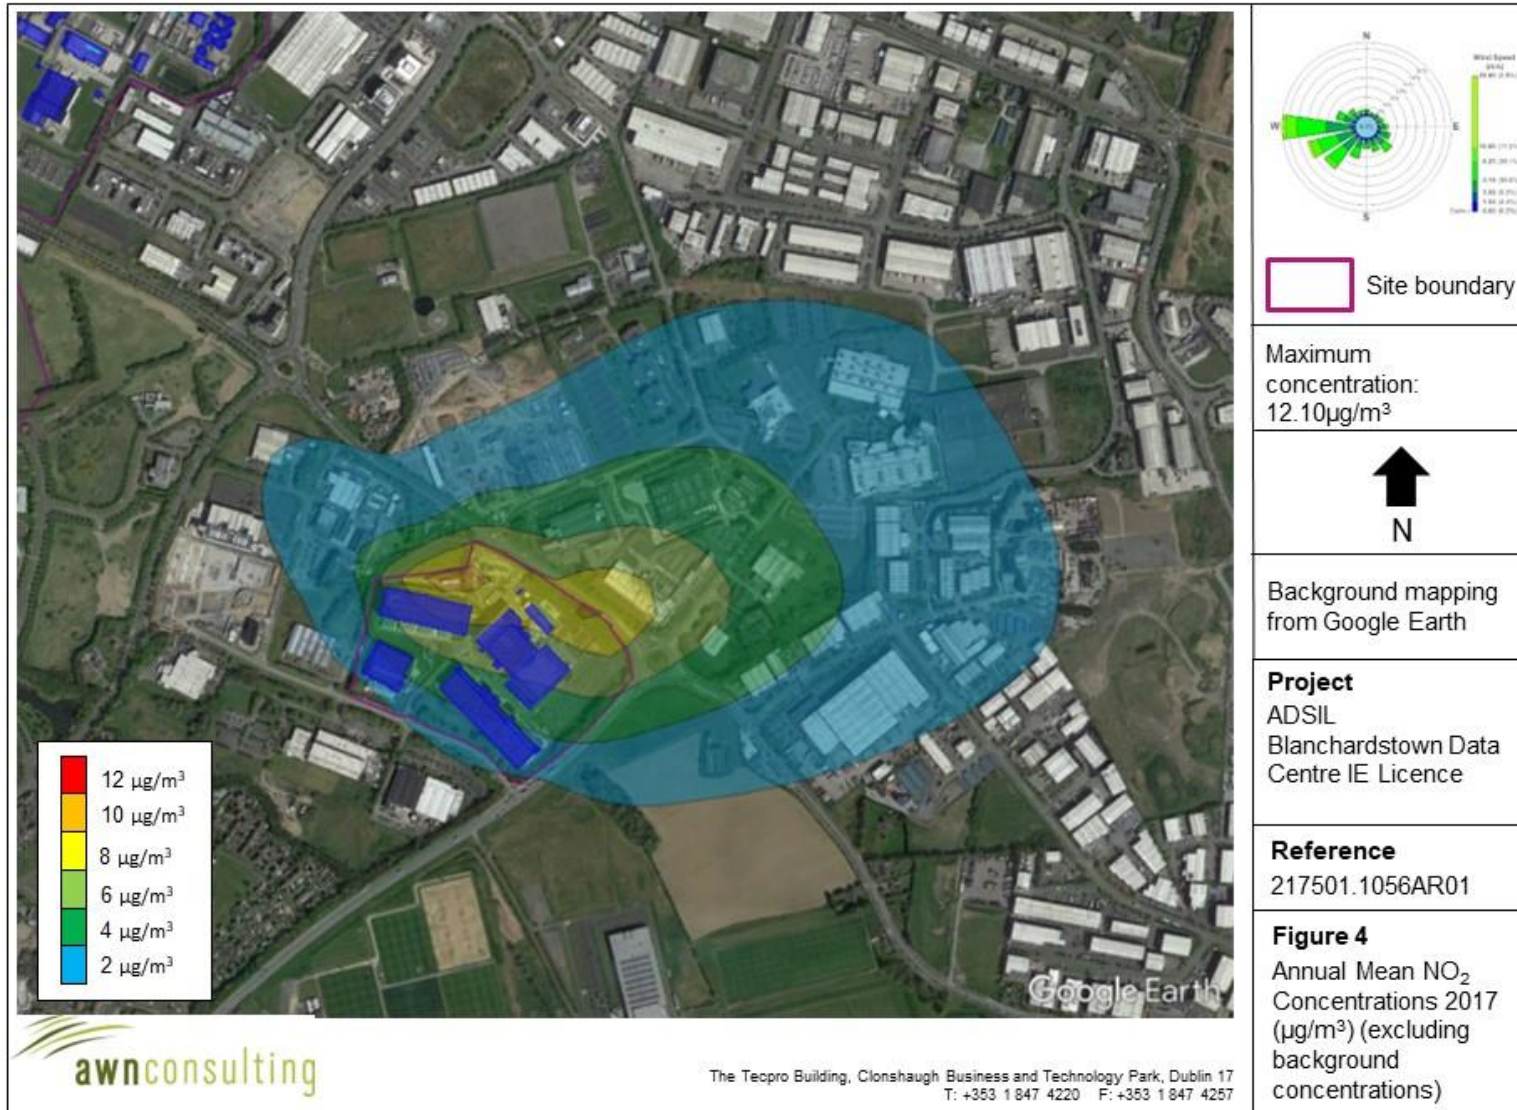 N
W
E
S
Wind Speed
Site boundary
Maximum
concentration:
12.10µg/m³
N
Background mapping
from Google Earth
Project
ADSIL
Blanchardstown Data
Centre IE Licence
Reference
217501.1056AR01
Figure 4
Annual Mean NO₂
Concentrations 2017
(µg/m³) (excluding
background
concentrations)
12 µg/m³
10 µg/m³
8 µg/m³
6 µg/m³
4 µg/m³
2 µg/m³
Google Earth
awnconsulting
The Tecpro Building, Clonshaugh Business and Technology Park, Dublin 17
T: +353 1 847 4220 F: +353 1 847 4257